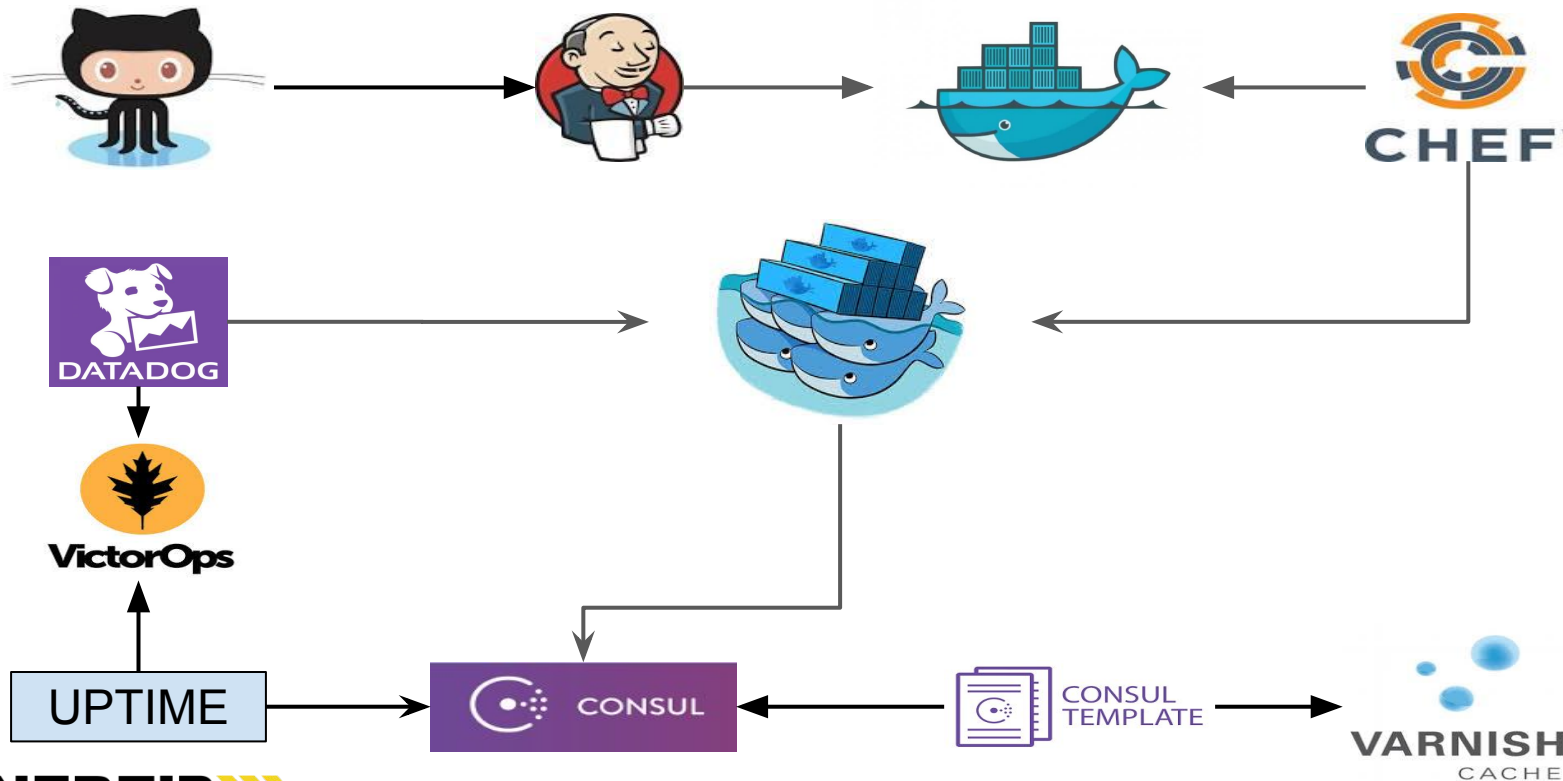 CHEF
DATADOG
VictorOps
UPTIME
CONSUL
CONSUL
TEMPLATE
VARNISH
CACHE